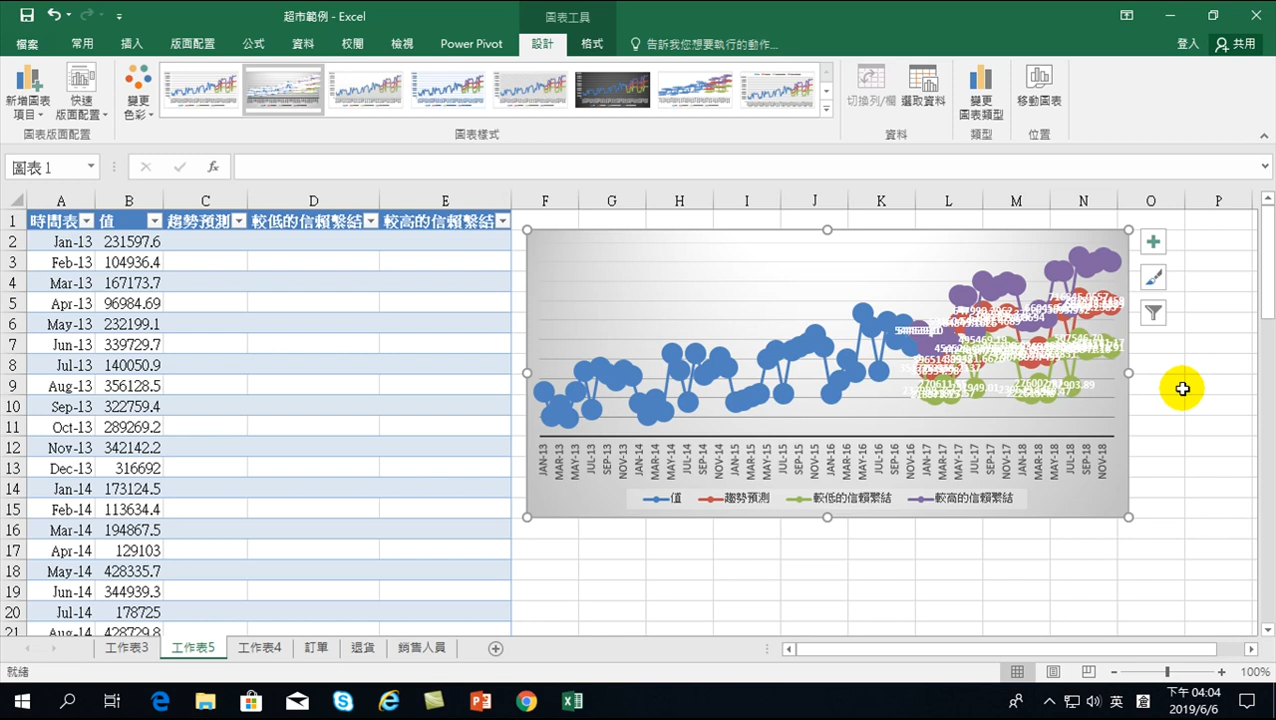 超市範例 - Excel
圖表工具
檔案 常用 插入 版面配置 公式 資料 校閱 檢視 Power Pivot 設計 格式 告訴我您想要執行的動作... 登入 共用
新增圖表項目 快速版面配置 變更色彩 切換列/欄 選取資料 變更圖表類型 移動圖表
圖表版面配置 圖表樣式 資料 類型 位置
圖表 1 fx
A B C D E F G H I J K L M N O P
1 時間表 值 趨勢預測 較低的信賴繫結 較高的信賴繫結
2 Jan-13 231597.6
3 Feb-13 104936.4
4 Mar-13 167173.7
5 Apr-13 96984.69
6 May-13 232199.1
7 Jun-13 339729.7
8 Jul-13 140050.9
9 Aug-13 356128.5
10 Sep-13 322759.4
11 Oct-13 289269.2
12 Nov-13 342142.2
13 Dec-13 316692
14 Jan-14 173124.5
15 Feb-14 113634.4
16 Mar-14 194867.5
17 Apr-14 129103
18 May-14 428335.7
19 Jun-14 344939.3
20 Jul-14 178725
21 Aug-14 428729.8
JAN-13 MAR-13 MAY-13 JUL-13 SEP-13 NOV-13 JAN-14 MAR-14 MAY-14 JUL-14 SEP-14 NOV-14 JAN-15 MAR-15 MAY-15 JUL-15 SEP-15 NOV-15 JAN-16 MAR-16 MAY-16 JUL-16 SEP-16 NOV-16 JAN-17 MAR-17 MAY-17 JUL-17 SEP-17 NOV-17 JAN-18 MAR-18 MAY-18 JUL-18 SEP-18 NOV-18
值 趨勢預測 較低的信賴繫結 較高的信賴繫結
工作表3 工作表5 工作表4 訂單 退貨 銷售人員
就緒 100%
英 下午 04:04
2019/6/6